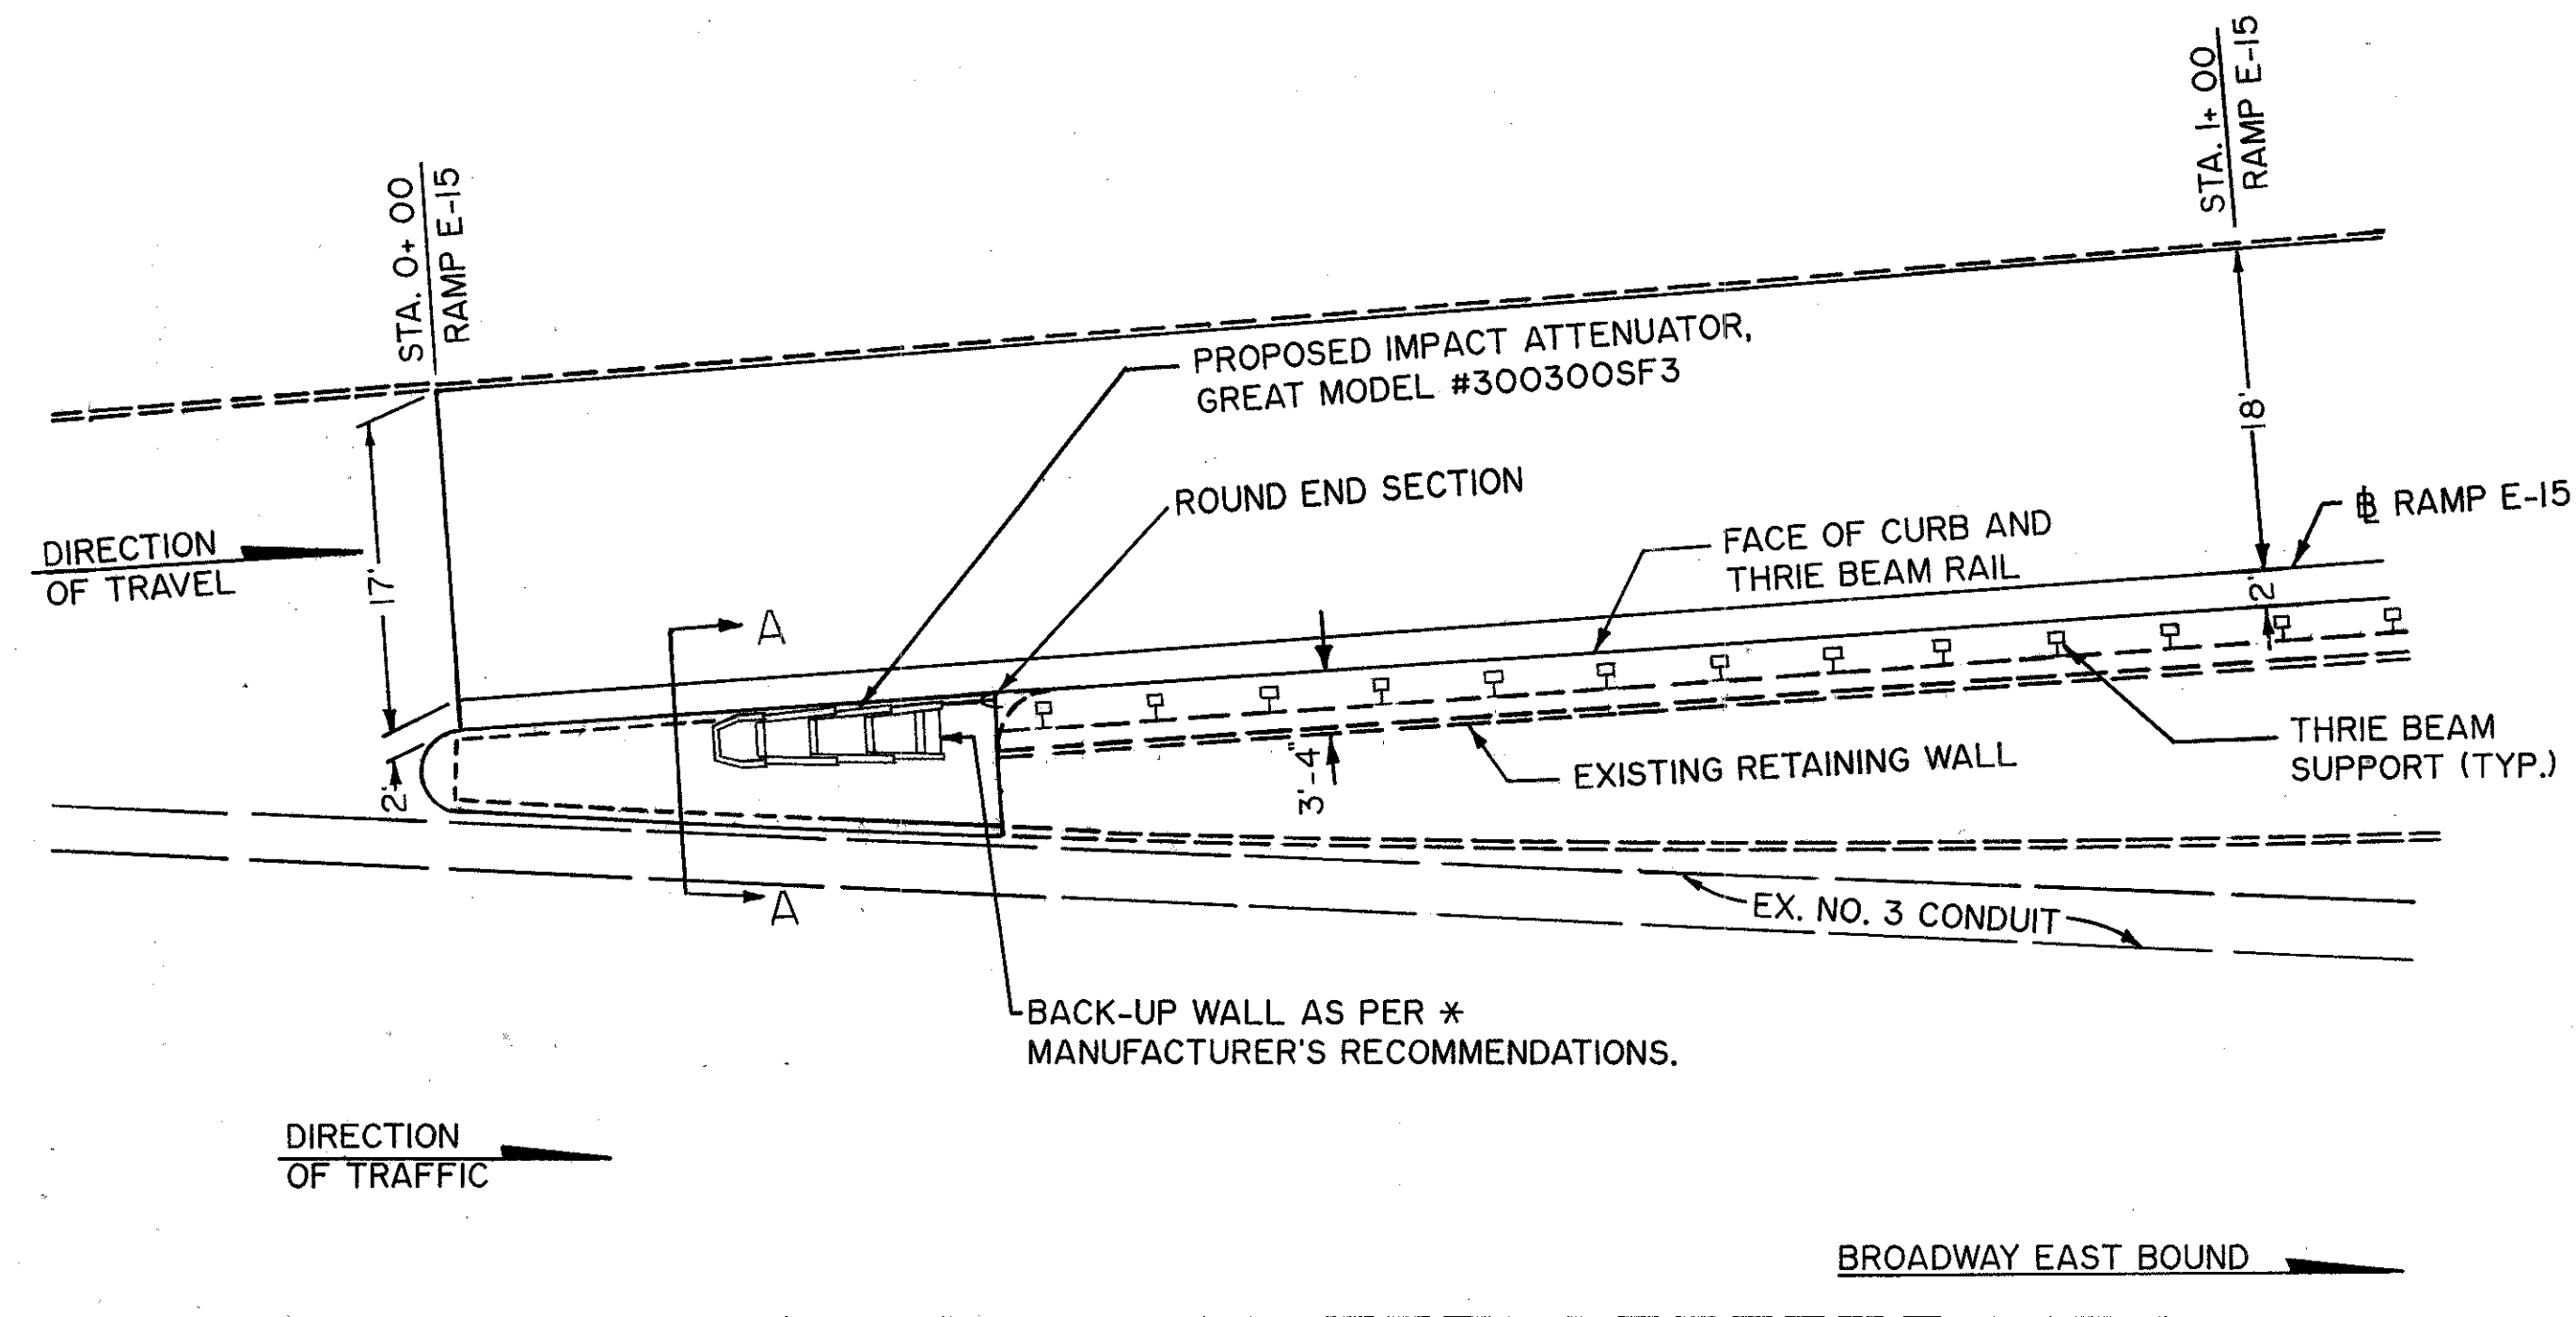 STA. 0+00
RAMP E-15
STA. 1+00
RAMP E-15
PROPOSED IMPACT ATTENUATOR,
GREAT MODEL #300300SF3
ROUND END SECTION
18'
℄ RAMP E-15
FACE OF CURB AND
THRIE BEAM RAIL
DIRECTION
OF TRAVEL
17'
2'
A
2'
THRIE BEAM
SUPPORT (TYP.)
EXISTING RETAINING WALL
3'-4"
A
EX. NO. 3 CONDUIT
BACK-UP WALL AS PER *
MANUFACTURER'S RECOMMENDATIONS.
DIRECTION
OF TRAFFIC
BROADWAY EAST BOUND